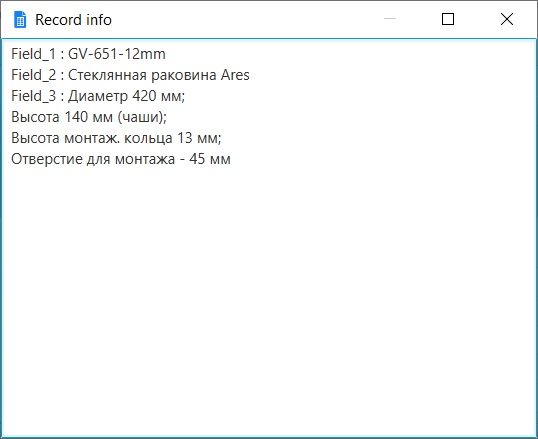 Record info
Field_1 : GV-651-12mm
Field_2 : Стеклянная раковина Ares
Field_3 : Диаметр 420 мм;
Высота 140 мм (чаши);
Высота монтаж. кольца 13 мм;
Отверстие для монтажа - 45 мм